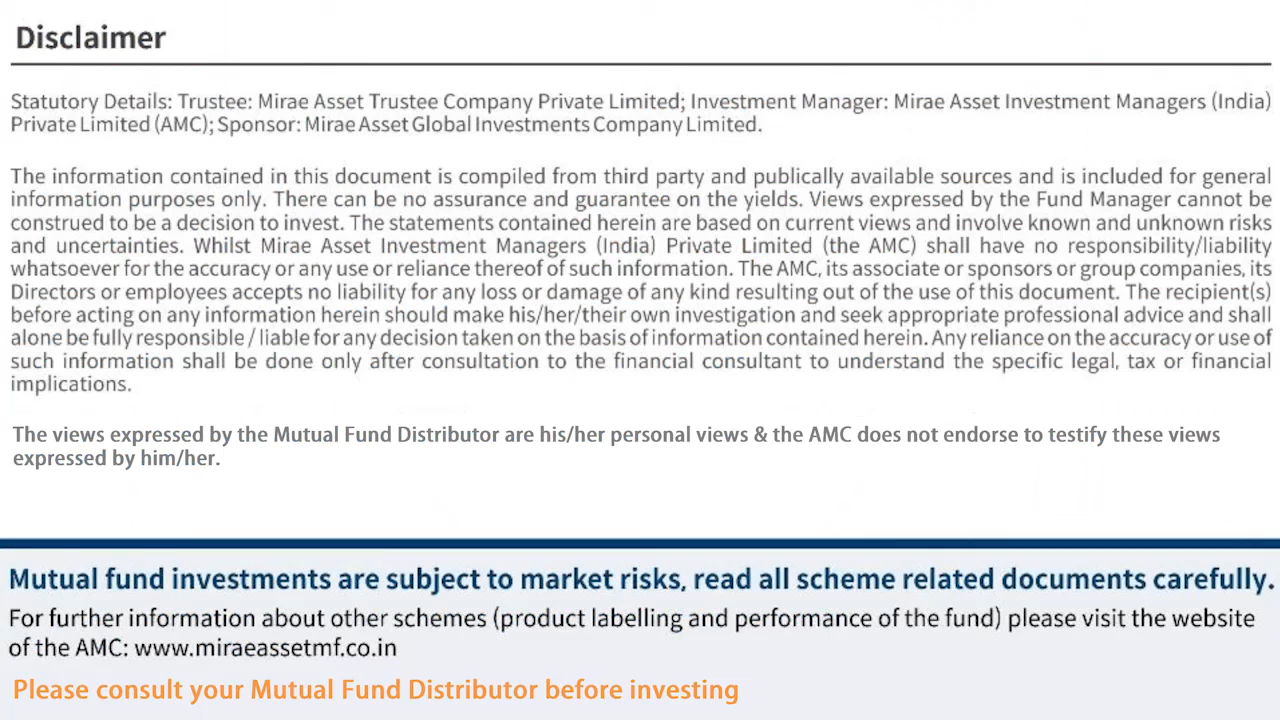 Disclaimer
Statutory Details: Trustee: Mirae Asset Trustee Company Private Limited; Investment Manager: Mirae Asset Investment Managers (India)
Private Limited (AMC); Sponsor: Mirae Asset Global Investments Company Limited.
The information contained in this document is compiled from third party and publically available sources and is included for general
information purposes only. There can be no assurance and guarantee on the yields. Views expressed by the Fund Manager cannot be
construed to be a decision to invest. The statements contained herein are based on current views and involve known and unknown risks
and uncertainties. Whilst Mirae Asset Investment Managers (India) Private Limited (the AMC) shall have no responsibility/liability
whatsoever for the accuracy or any use or reliance thereof of such information. The AMC, its associate or sponsors or group companies, its
Directors or employees accepts no liability for any loss or damage of any kind resulting out of the use of this document. The recipient(s)
before acting on any information herein should make his/her/their own investigation and seek appropriate professional advice and shall
alone be fully responsible / liable for any decision taken on the basis of information contained herein. Any reliance on the accuracy or use of
such information shall be done only after consultation to the financial consultant to understand the specific legal, tax or financial
implications.
The views expressed by the Mutual Fund Distributor are his/her personal views & the AMC does not endorse to testify these views
expressed by him/her.
Mutual fund investments are subject to market risks, read all scheme related documents carefully.
For further information about other schemes (product labelling and performance of the fund) please visit the website
of the AMC: www.miraeassetmf.co.in
Please consult your Mutual Fund Distributor before investing